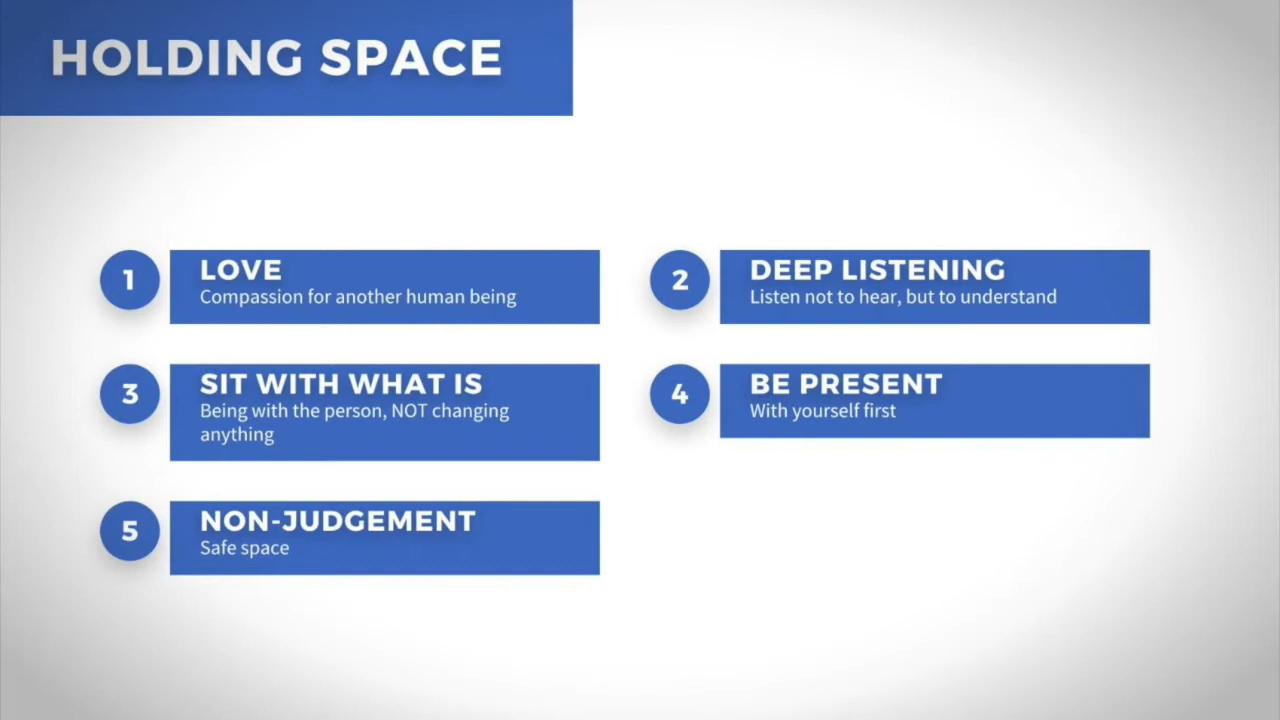 HOLDING SPACE
1
LOVE
Compassion for another human being
2
DEEP LISTENING
Listen not to hear, but to understand
3
SIT WITH WHAT IS
Being with the person, NOT changing
anything
4
BE PRESENT
With yourself first
5
NON-JUDGEMENT
Safe space